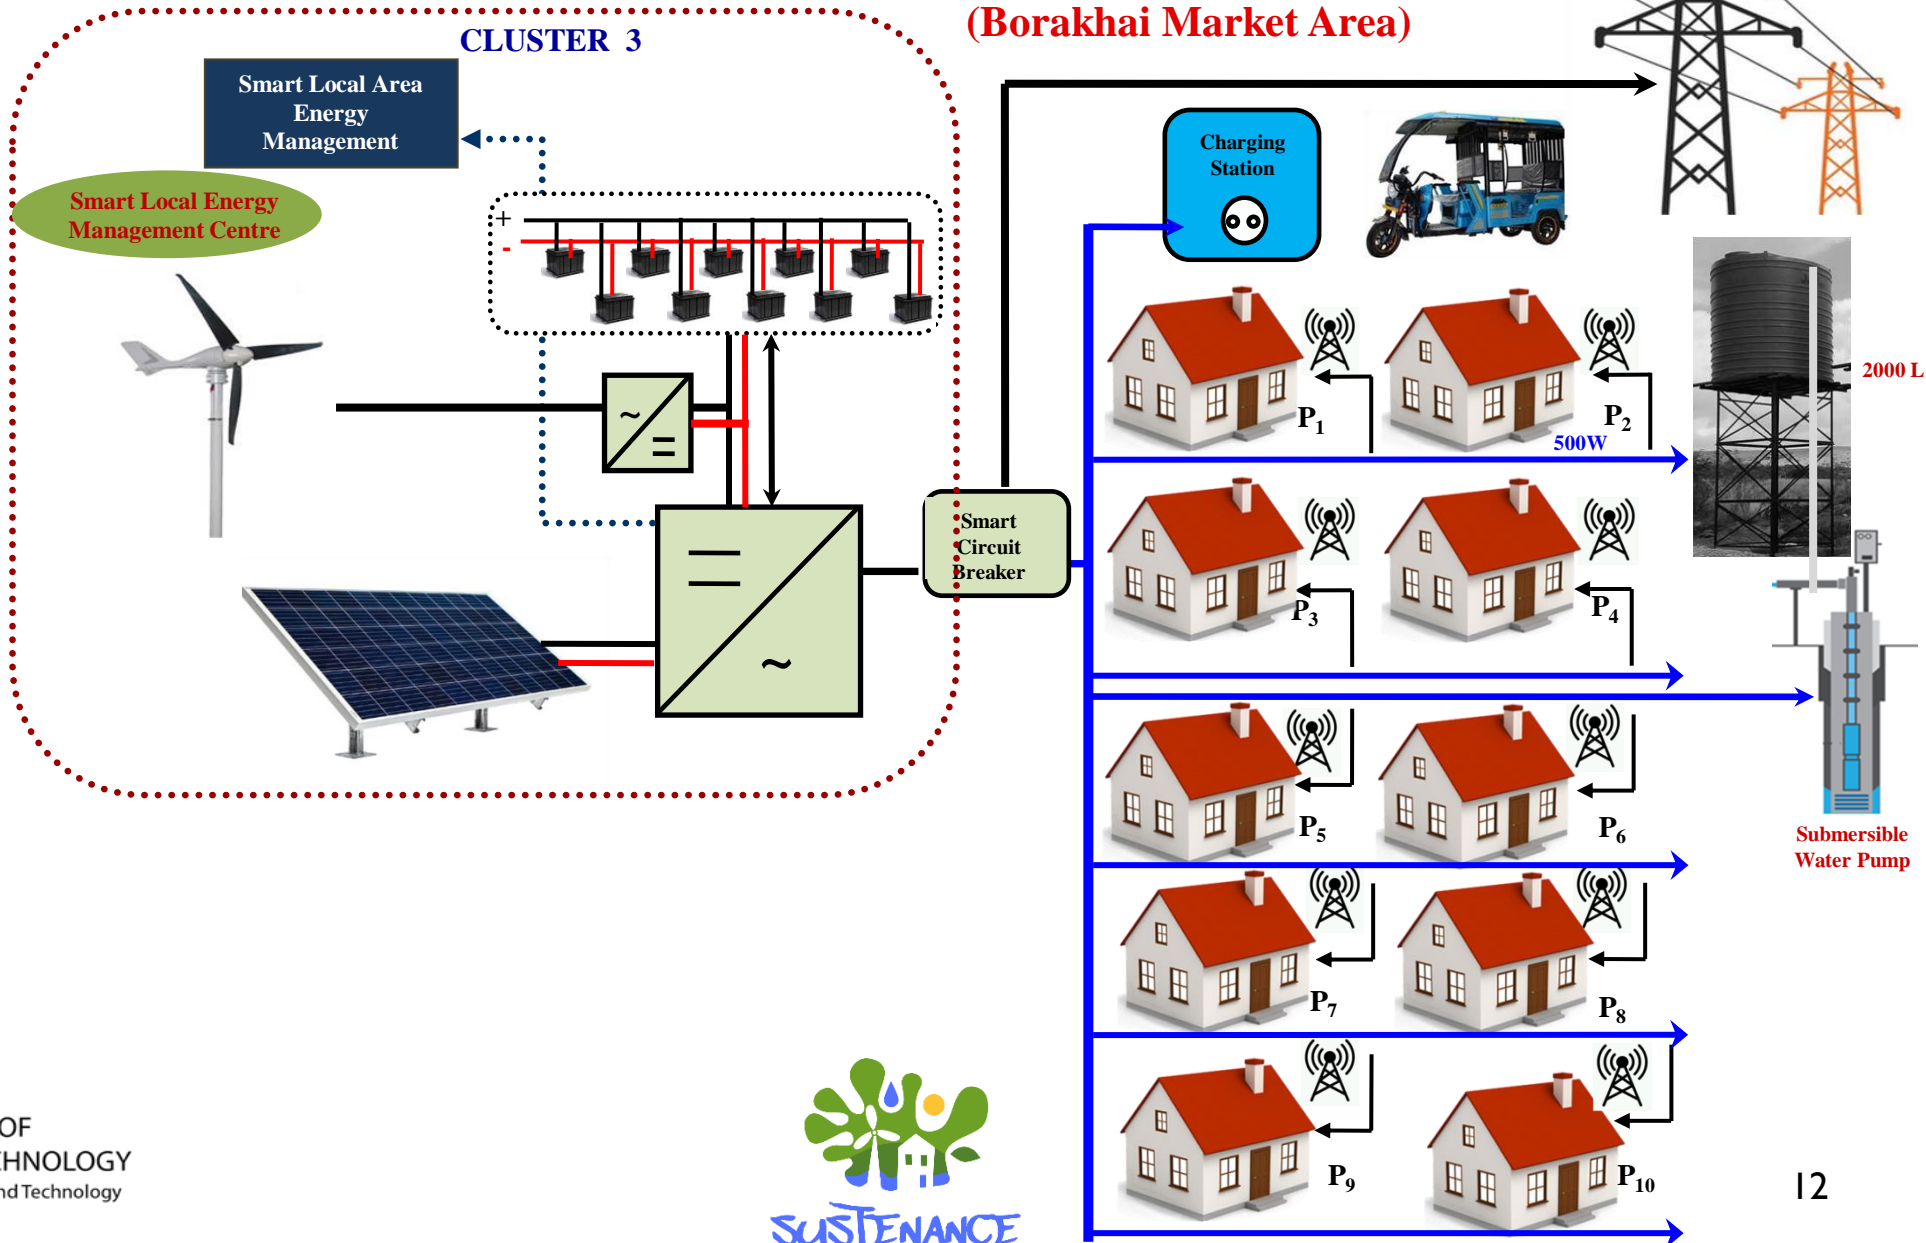 (Borakhai Market Area)
CLUSTER 3
Smart Local Area
Energy
Management
Smart Local Energy
Management Centre
+
-
~
=
~
Smart
Circuit
Breaker
Charging
Station
P1
P2
500W
2000 L
P3
P4
P5
P6
Submersible
Water Pump
P7
P8
P9
P10
OF
CHNOLOGY
nd Technology
SUSTENANCE
12